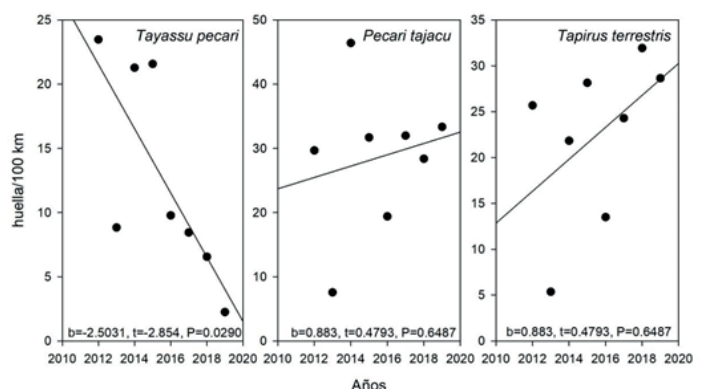 Tayassu pecari
Pecari tajacu
Tapirus terrestris
huella/100 km
25
20
15
10
5
0
b=-2.5031, t=-2.854, P=0.0290
2010 2012 2014 2016 2018 2020
50
40
30
20
10
0
b=0.883, t=0.4793, P=0.6487
2010 2012 2014 2016 2018 2020
35
30
25
20
15
10
5
0
b=0.883, t=0.4793, P=0.6487
2010 2012 2014 2016 2018 2020
Años